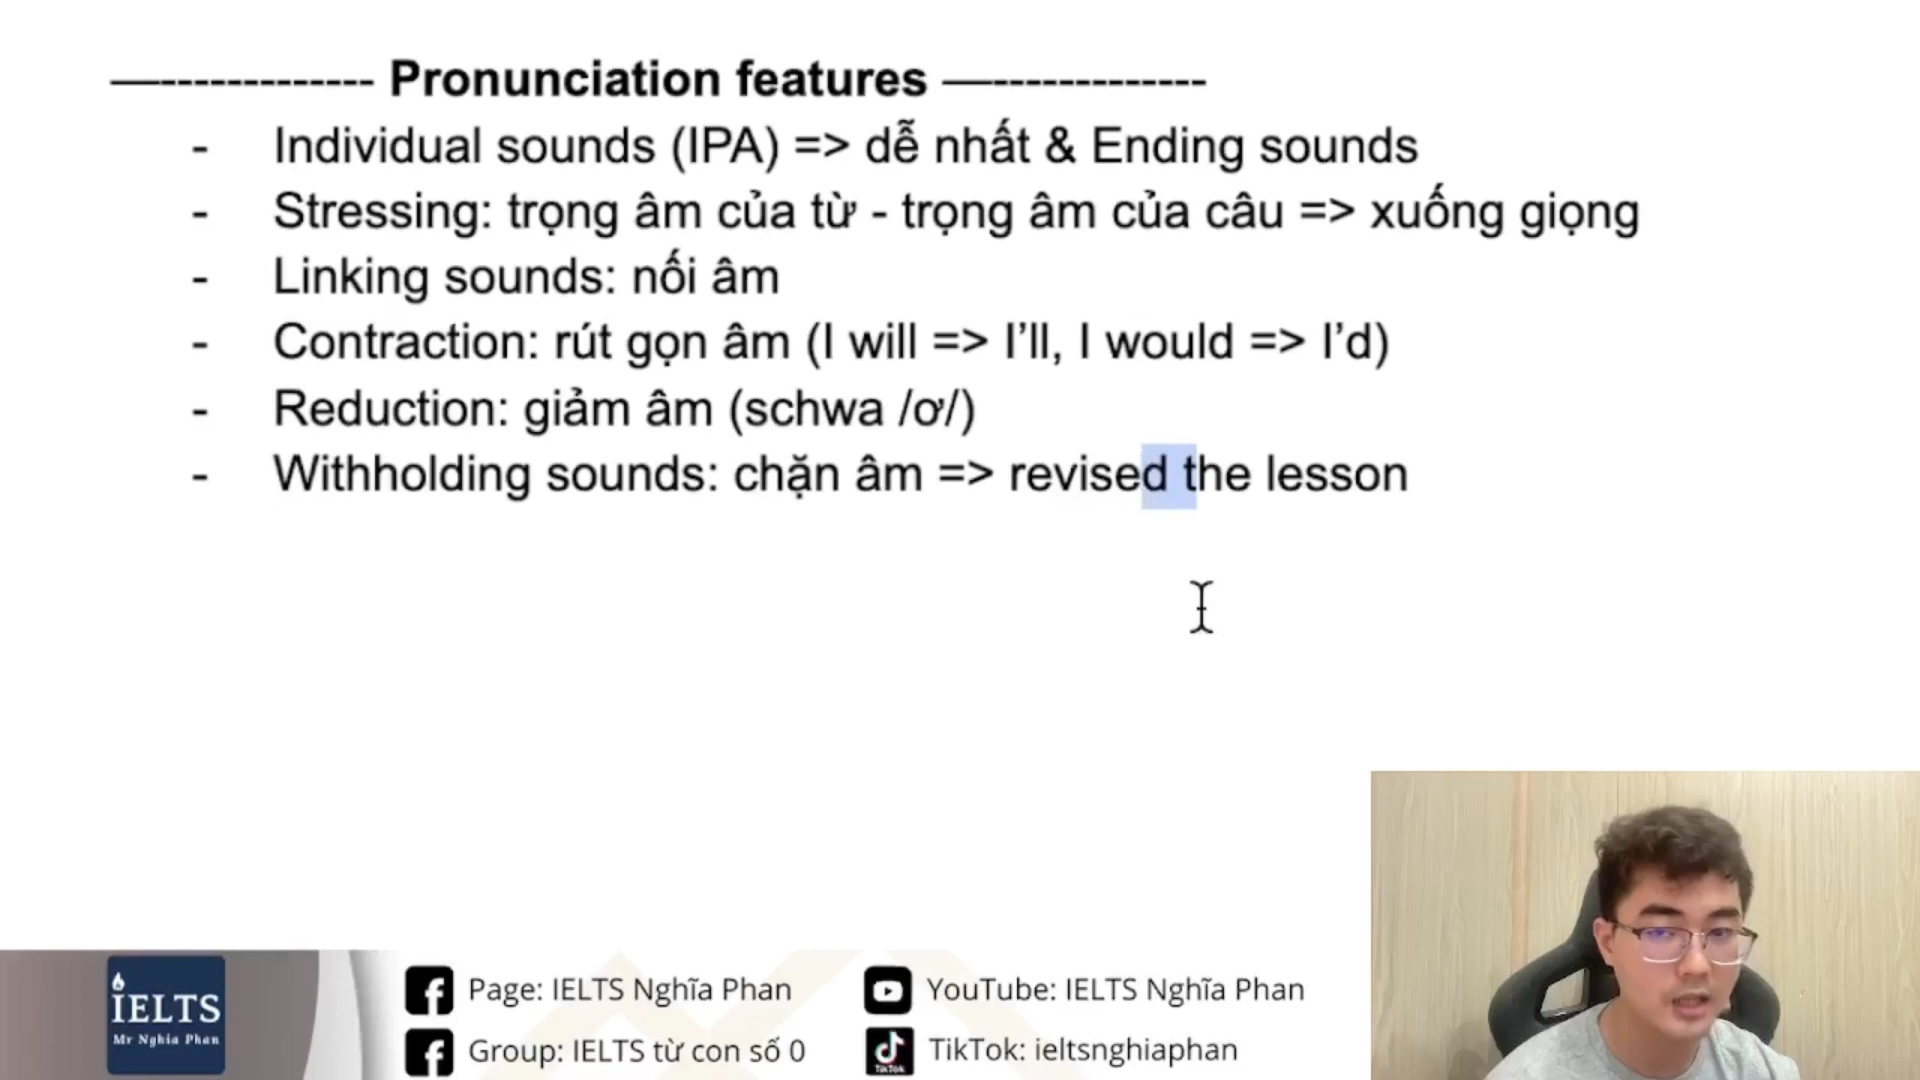 —------------- Pronunciation features —-------------
- Individual sounds (IPA) => dễ nhất & Ending sounds
- Stressing: trọng âm của từ - trọng âm của câu => xuống giọng
- Linking sounds: nối âm
- Contraction: rút gọn âm (I will => I’ll, I would => I’d)
- Reduction: giảm âm (schwa /ơ/)
- Withholding sounds: chặn âm => revised the lesson
IELTS
Mr Nghia Phan
Page: IELTS Nghĩa Phan
Group: IELTS từ con số 0
YouTube: IELTS Nghĩa Phan
TikTok
TikTok: ieltsnghiaphan